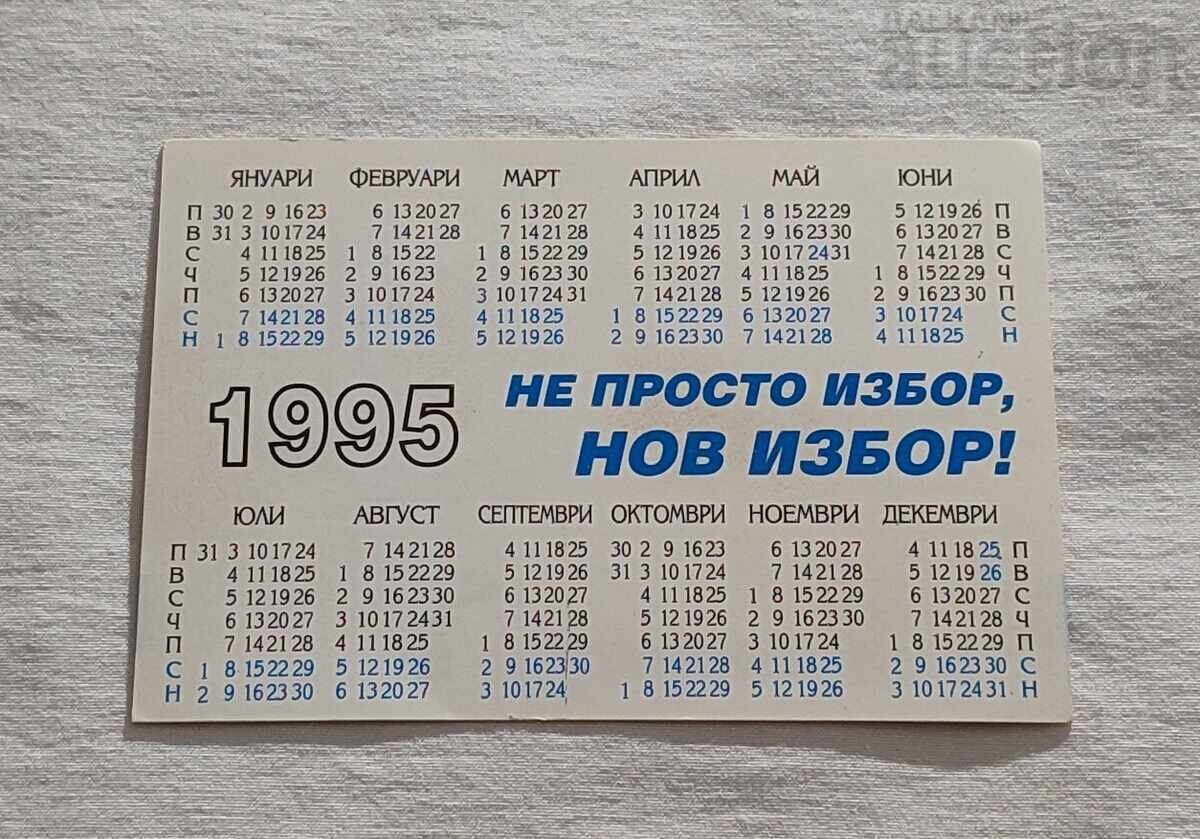 BALKANI
auction
ЯНУАРИ ФЕВРУАРИ МАРТ АПРИЛ МАЙ ЮНИ
П 30 2 9 16 23 6 13 20 27 6 13 20 27 3 10 17 24 1 8 15 22 29 5 12 19 26 П
В 31 3 10 17 24 7 14 21 28 7 14 21 28 4 11 18 25 2 9 16 23 30 6 13 20 27 В
С 4 11 18 25 1 8 15 22 1 8 15 22 29 5 12 19 26 3 10 17 24 31 7 14 21 28 С
Ч 5 12 19 26 2 9 16 23 2 9 16 23 30 6 13 20 27 4 11 18 25 1 8 15 22 29 Ч
П 6 13 20 27 3 10 17 24 3 10 17 24 31 7 14 21 28 5 12 19 26 2 9 16 23 30 П
С 7 14 21 28 4 11 18 25 4 11 18 25 1 8 15 22 29 6 13 20 27 3 10 17 24 С
Н 1 8 15 22 29 5 12 19 26 5 12 19 26 2 9 16 23 30 7 14 21 28 4 11 18 25 Н
1995
НЕ ПРОСТО ИЗБОР,
НОВ ИЗБОР!
ЮЛИ АВГУСТ СЕПТЕМВРИ ОКТОМВРИ НОЕМВРИ ДЕКЕМВРИ
П 31 3 10 17 24 7 14 21 28 4 11 18 25 30 2 9 16 23 6 13 20 27 4 11 18 25 П
В 4 11 18 25 1 8 15 22 29 5 12 19 26 31 3 10 17 24 7 14 21 28 5 12 19 26 В
С 5 12 19 26 2 9 16 23 30 6 13 20 27 4 11 18 25 1 8 15 22 29 6 13 20 27 С
Ч 6 13 20 27 3 10 17 24 31 7 14 21 28 5 12 19 26 2 9 16 23 30 7 14 21 28 Ч
П 7 14 21 28 4 11 18 25 1 8 15 22 29 6 13 20 27 3 10 17 24 1 8 15 22 29 П
С 1 8 15 22 29 5 12 19 26 2 9 16 23 30 7 14 21 28 4 11 18 25 2 9 16 23 30 С
Н 2 9 16 23 30 6 13 20 27 3 10 17 24 1 8 15 22 29 5 12 19 26 3 10 17 24 31 Н